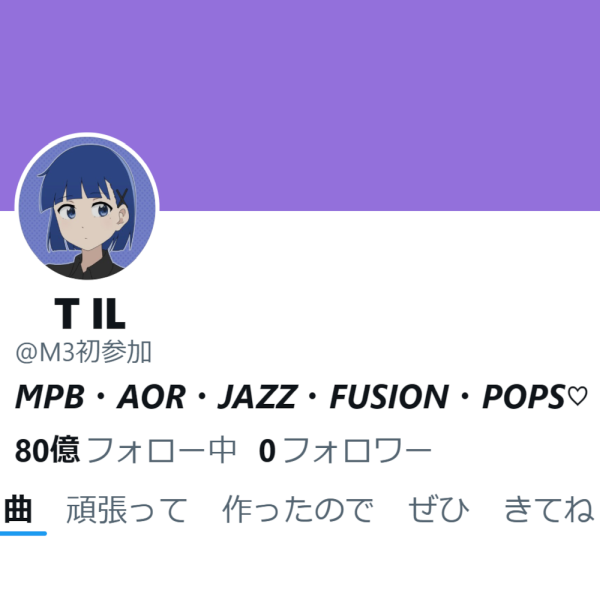 T IL
@M3初参加
MPB・AOR・JAZZ・FUSION・POPS♡
80億 フォロー中 0 フォロワー
曲 頑張って 作ったので ぜひ きてね